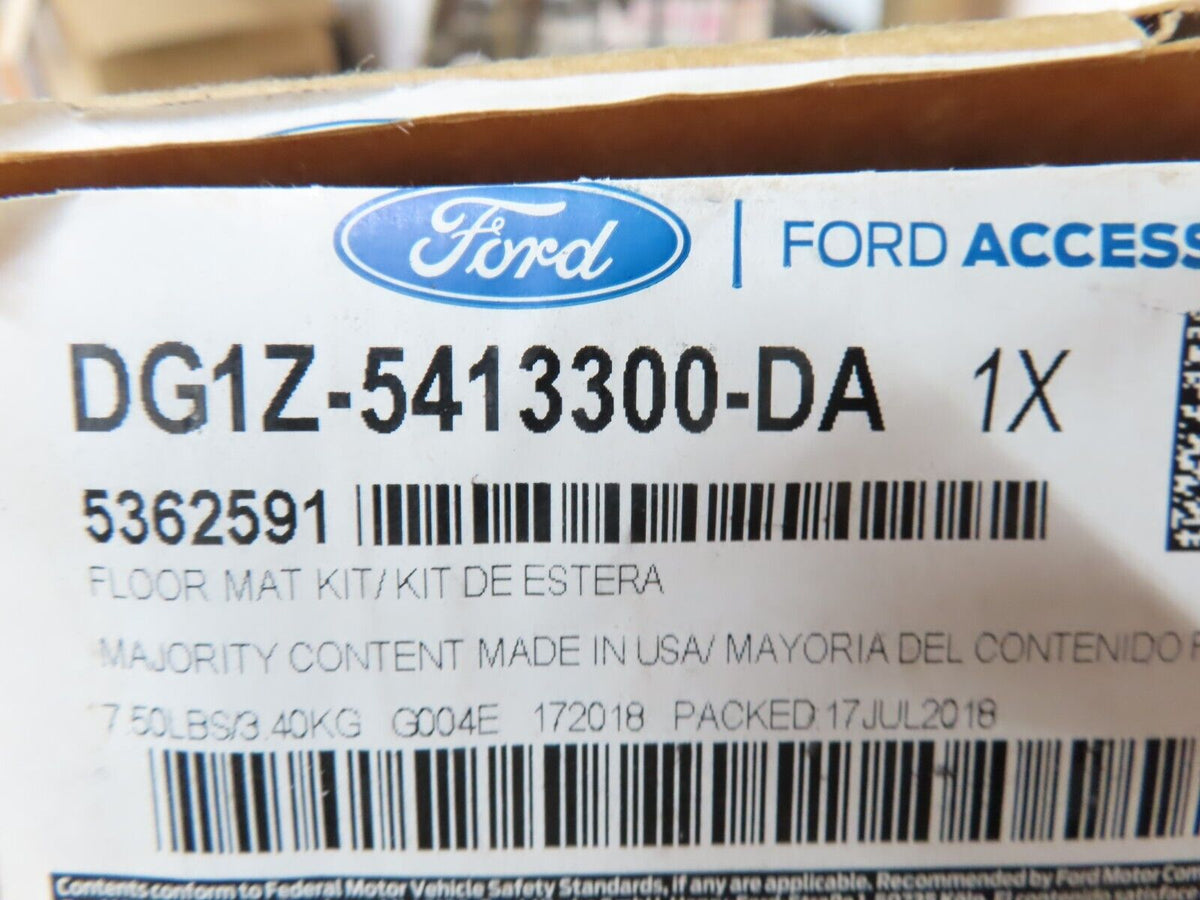 Ford | FORD ACCESS
DG1Z-5413300-DA 1X
5362591
FLOOR MAT KIT/KIT DE ESTERA
MAJORITY CONTENT MADE IN USA/ MAYORIA DEL CONTENIDO
7.50LBS/3.40KG G004E 172018 PACKED 17JUL2018
Contents conform to Federal Motor Vehicle Safety Standards, if any are applicable. Recommended by Ford Motor Com